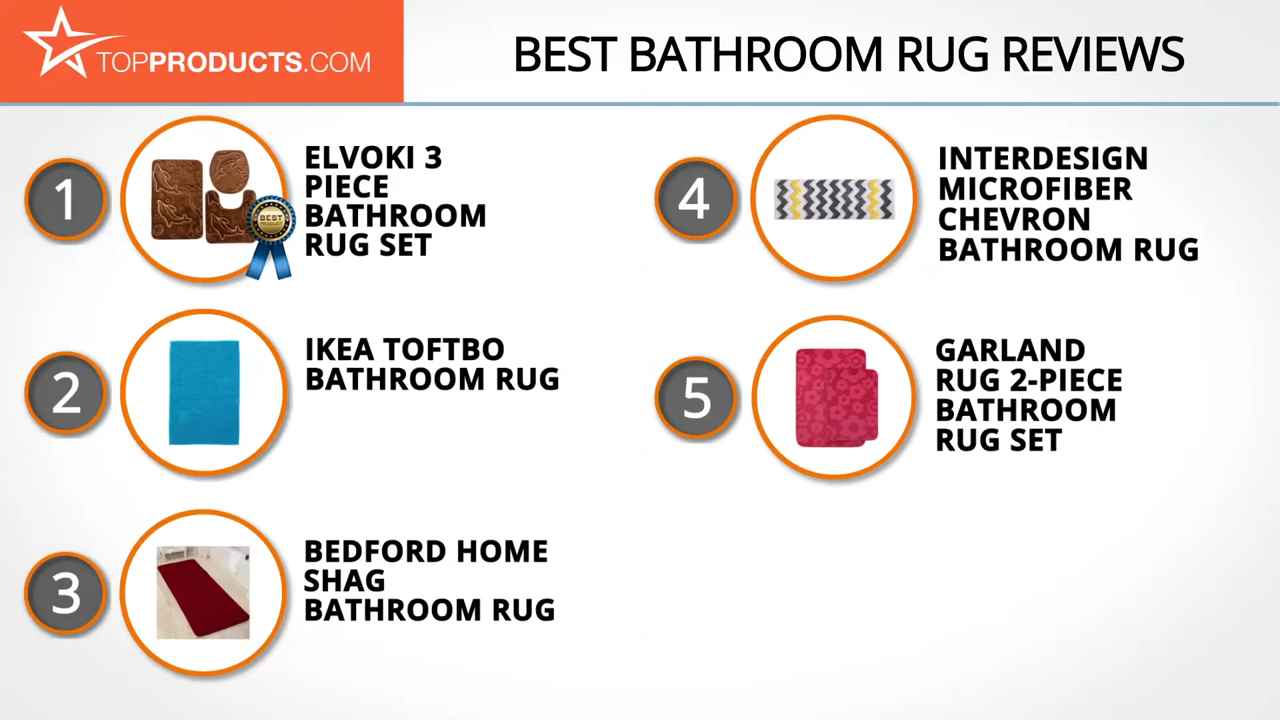 TOPPRODUCTS.COM
BEST BATHROOM RUG REVIEWS
1
ELVOKI 3
PIECE
BATHROOM
RUG SET
BEST
PRODUCT
2
IKEA TOFTBO
BATHROOM RUG
3
BEDFORD HOME
SHAG
BATHROOM RUG
4
INTERDESIGN
MICROFIBER
CHEVRON
BATHROOM RUG
5
GARLAND
RUG 2-PIECE
BATHROOM
RUG SET